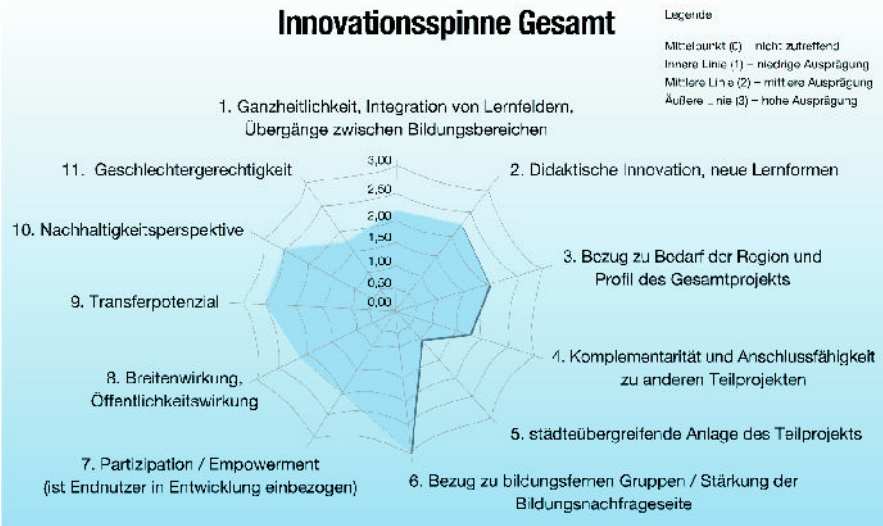 Innovationsspinne Gesamt
Legende
Mittelpunkt (0) – nicht zutreffend
Innere Linie (1) – niedrige Ausprägung
Mittlere Linie (2) – mittlere Ausprägung
Äußere Linie (3) – hohe Ausprägung
1. Ganzheitlichkeit, Integration von Lernfeldern,
Übergänge zwischen Bildungsbereichen
2. Didaktische Innovation, neue Lernformen
3. Bezug zu Bedarf der Region und
Profil des Gesamtprojekts
4. Komplementarität und Anschlussfähigkeit
zu anderen Teilprojekten
5. städteübergreifende Anlage des Teilprojekts
6. Bezug zu bildungsfernen Gruppen / Stärkung der
Bildungsnachfrageseite
7. Partizipation / Empowerment
(ist Endnutzer in Entwicklung einbezogen)
8. Breitenwirkung,
Öffentlichkeitswirkung
9. Transferpotenzial
10. Nachhaltigkeitsperspektive
11. Geschlechtergerechtigkeit
3,00
2,50
2,00
1,50
1,00
0,50
0,00